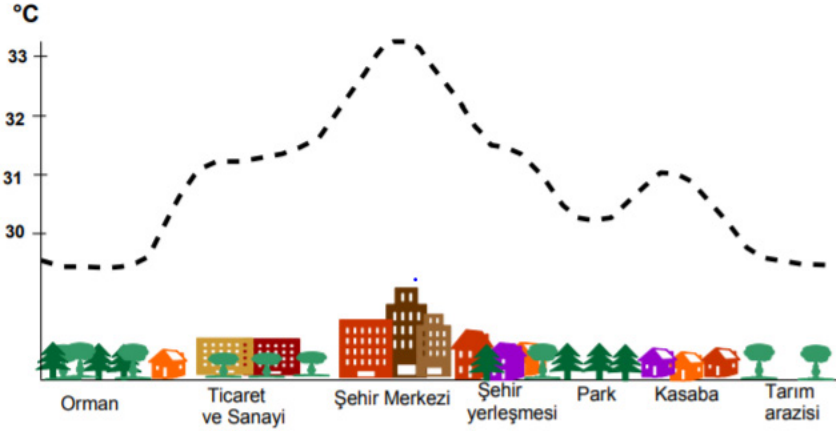 °C
33
32
31
30
Orman
Ticaret
ve Sanayi
Şehir Merkezi
Şehir
yerleşmesi
Park
Kasaba
Tarım
arazisi